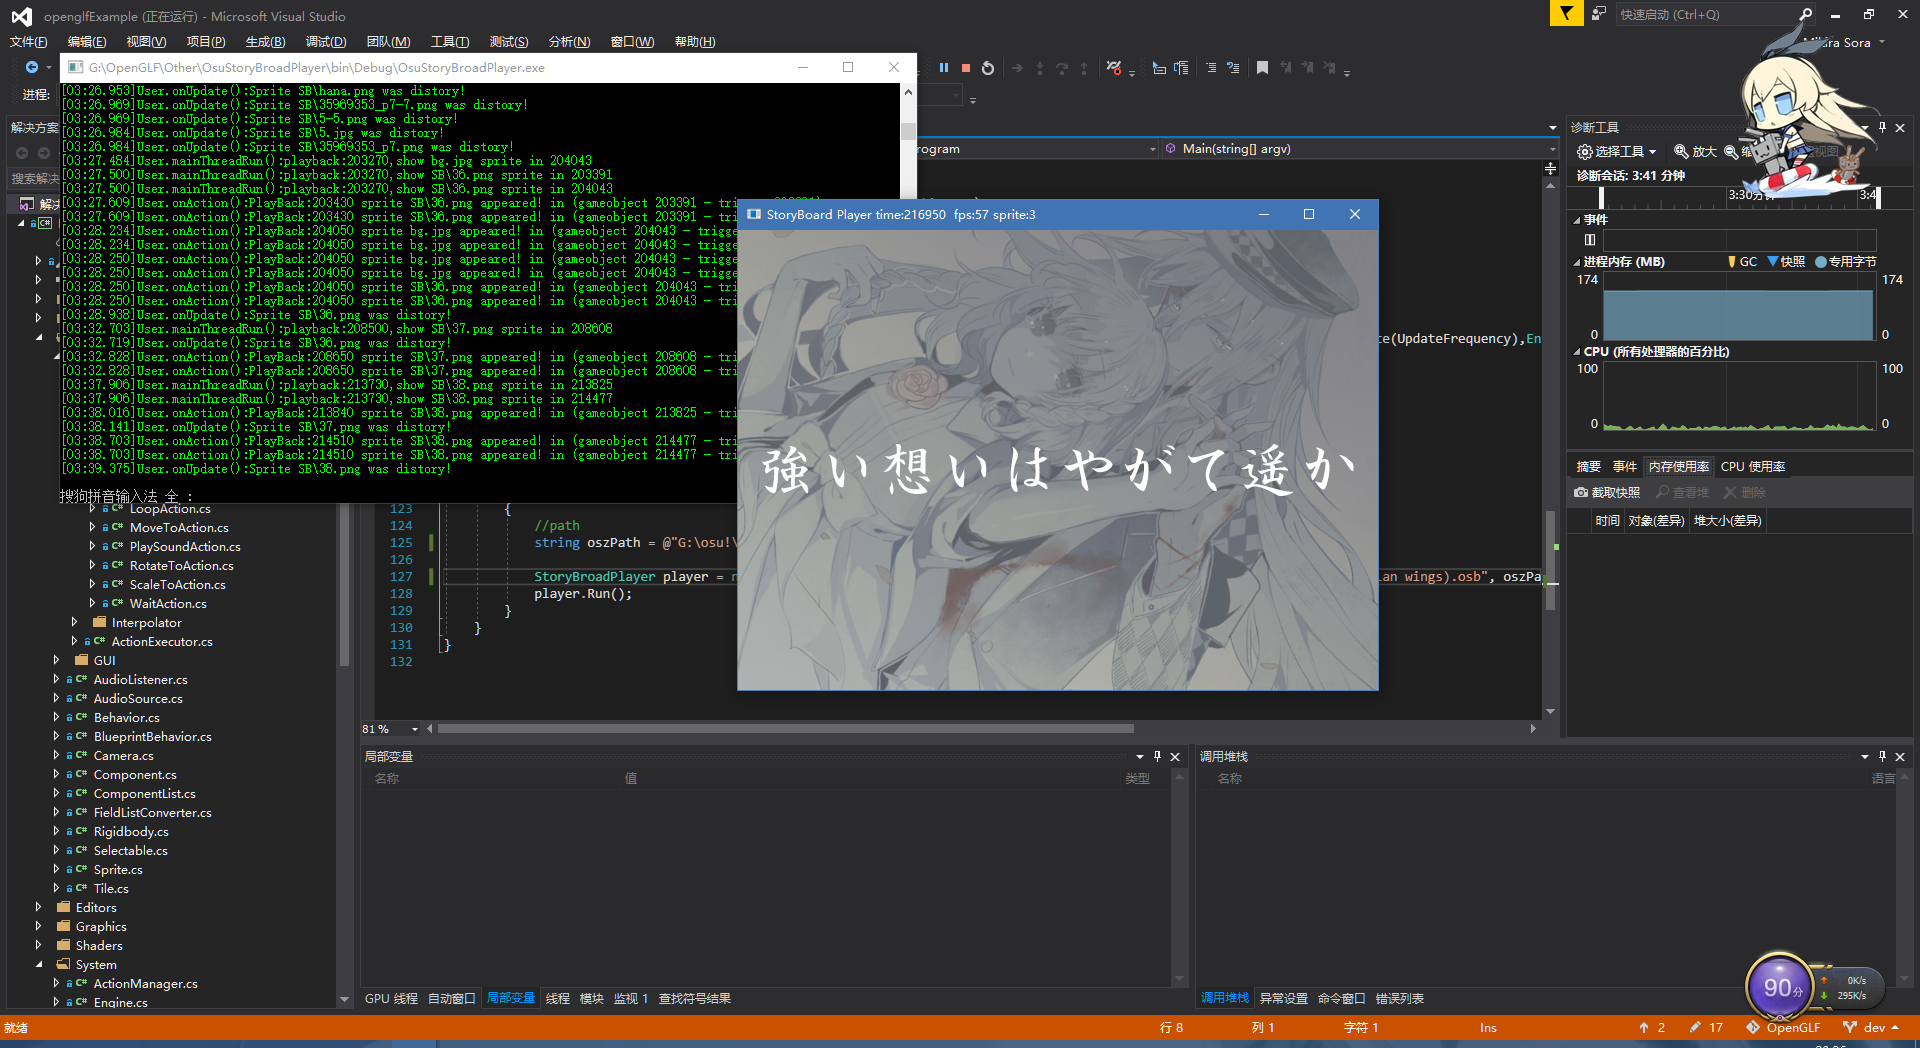 openglfExample (正在运行) - Microsoft Visual Studio
快速启动 (Ctrl+Q)
文件(F) 编辑(E) 视图(V) 项目(P) 生成(B) 调试(D) 团队(M) 工具(T) 测试(S) 分析(N) 窗口(W) 帮助(H)
Sora
G:\OpenGLF\Other\OsuStoryBroadPlayer\bin\Debug\OsuStoryBroadPlayer.exe
进程:
[03:26.953]User.onUpdate():Sprite SB\hana.png was distory!
[03:26.969]User.onUpdate():Sprite SB\35969353_p7-7.png was distory!
[03:26.969]User.onUpdate():Sprite SB\5-5.png was distory!
[03:26.984]User.onUpdate():Sprite SB\5.jpg was distory!
[03:26.984]User.onUpdate():Sprite SB\35969353_p7.png was distory!
[03:27.484]User.mainThreadRun():playback:203270,show bg.jpg sprite in 204043
[03:27.500]User.mainThreadRun():playback:203270,show SB\36.png sprite in 203391
[03:27.500]User.mainThreadRun():playback:203270,show SB\36.png sprite in 204043
[03:27.609]User.onAction():PlayBack:203430 sprite SB\36.png appeared! in (gameobject 203391 - tri
[03:27.609]User.onAction():PlayBack:203430 sprite SB\36.png appeared! in (gameobject 203391 - tri
[03:28.234]User.onAction():PlayBack:204050 sprite bg.jpg appeared! in (gameobject 204043 - trigge
[03:28.234]User.onAction():PlayBack:204050 sprite bg.jpg appeared! in (gameobject 204043 - trigge
[03:28.250]User.onAction():PlayBack:204050 sprite bg.jpg appeared! in (gameobject 204043 - trigge
[03:28.250]User.onAction():PlayBack:204050 sprite bg.jpg appeared! in (gameobject 204043 - trigge
[03:28.250]User.onAction():PlayBack:204050 sprite SB\36.png appeared! in (gameobject 204043 - tri
[03:28.250]User.onAction():PlayBack:204050 sprite SB\36.png appeared! in (gameobject 204043 - tri
[03:28.938]User.onUpdate():Sprite SB\36.png was distory!
[03:32.703]User.mainThreadRun():playback:208500,show SB\37.png sprite in 208608
[03:32.719]User.onUpdate():Sprite SB\36.png was distory!
[03:32.828]User.onAction():PlayBack:208650 sprite SB\37.png appeared! in (gameobject 208608 - tri
[03:32.828]User.onAction():PlayBack:208650 sprite SB\37.png appeared! in (gameobject 208608 - tri
[03:37.906]User.mainThreadRun():playback:213730,show SB\38.png sprite in 213825
[03:37.906]User.mainThreadRun():playback:213730,show SB\38.png sprite in 214477
[03:38.016]User.onAction():PlayBack:213840 sprite SB\38.png appeared! in (gameobject 213825 - tri
[03:38.141]User.onUpdate():Sprite SB\37.png was distory!
[03:38.703]User.onAction():PlayBack:214510 sprite SB\38.png appeared! in (gameobject 214477 - tri
[03:38.703]User.onAction():PlayBack:214510 sprite SB\38.png appeared! in (gameobject 214477 - tri
[03:39.375]User.onUpdate():Sprite SB\38.png was distory!
搜狗拼音输入法 全 :
解决方案
搜索解决
解决
rogram
Main(string[] argv)
StoryBoard Player time:216950 fps:57 sprite:3
強い想いはやがて遥か
te(UpdateFrequency),En
123 {
124 //path
125 string oszPath = @"G:\osu!\
126
127 StoryBroadPlayer player = n
ian wings).osb", oszPa
128 player.Run();
129 }
130 }
131 }
132
81 %
LoopAction.cs
MoveToAction.cs
PlaySoundAction.cs
RotateToAction.cs
ScaleToAction.cs
WaitAction.cs
Interpolator
ActionExecutor.cs
GUI
AudioListener.cs
AudioSource.cs
Behavior.cs
BlueprintBehavior.cs
Camera.cs
Component.cs
ComponentList.cs
FieldListConverter.cs
Rigidbody.cs
Selectable.cs
Sprite.cs
Tile.cs
Editors
Graphics
Shaders
System
ActionManager.cs
Engine.cs
诊断工具
选择工具 放大
诊断会话: 3:41 分钟
3:30分
3:4
事件
进程内存 (MB) GC 快照 专用字节
174 174
0 0
CPU (所有处理器的百分比)
100 100
0 0
摘要 事件 内存使用率 CPU 使用率
截取快照 查看堆 删除
时间 对象(差异) 堆大小(差异)
局部变量
名称 值 类型
调用堆栈
名称 语言
GPU 线程 自动窗口 局部变量 线程 模块 监视 1 查找符号结果
调用堆栈 异常设置 命令窗口 错误列表
90分
0K/s
295K/s
就绪 行 8 列 1 字符 1 Ins 2 17 OpenGLF dev